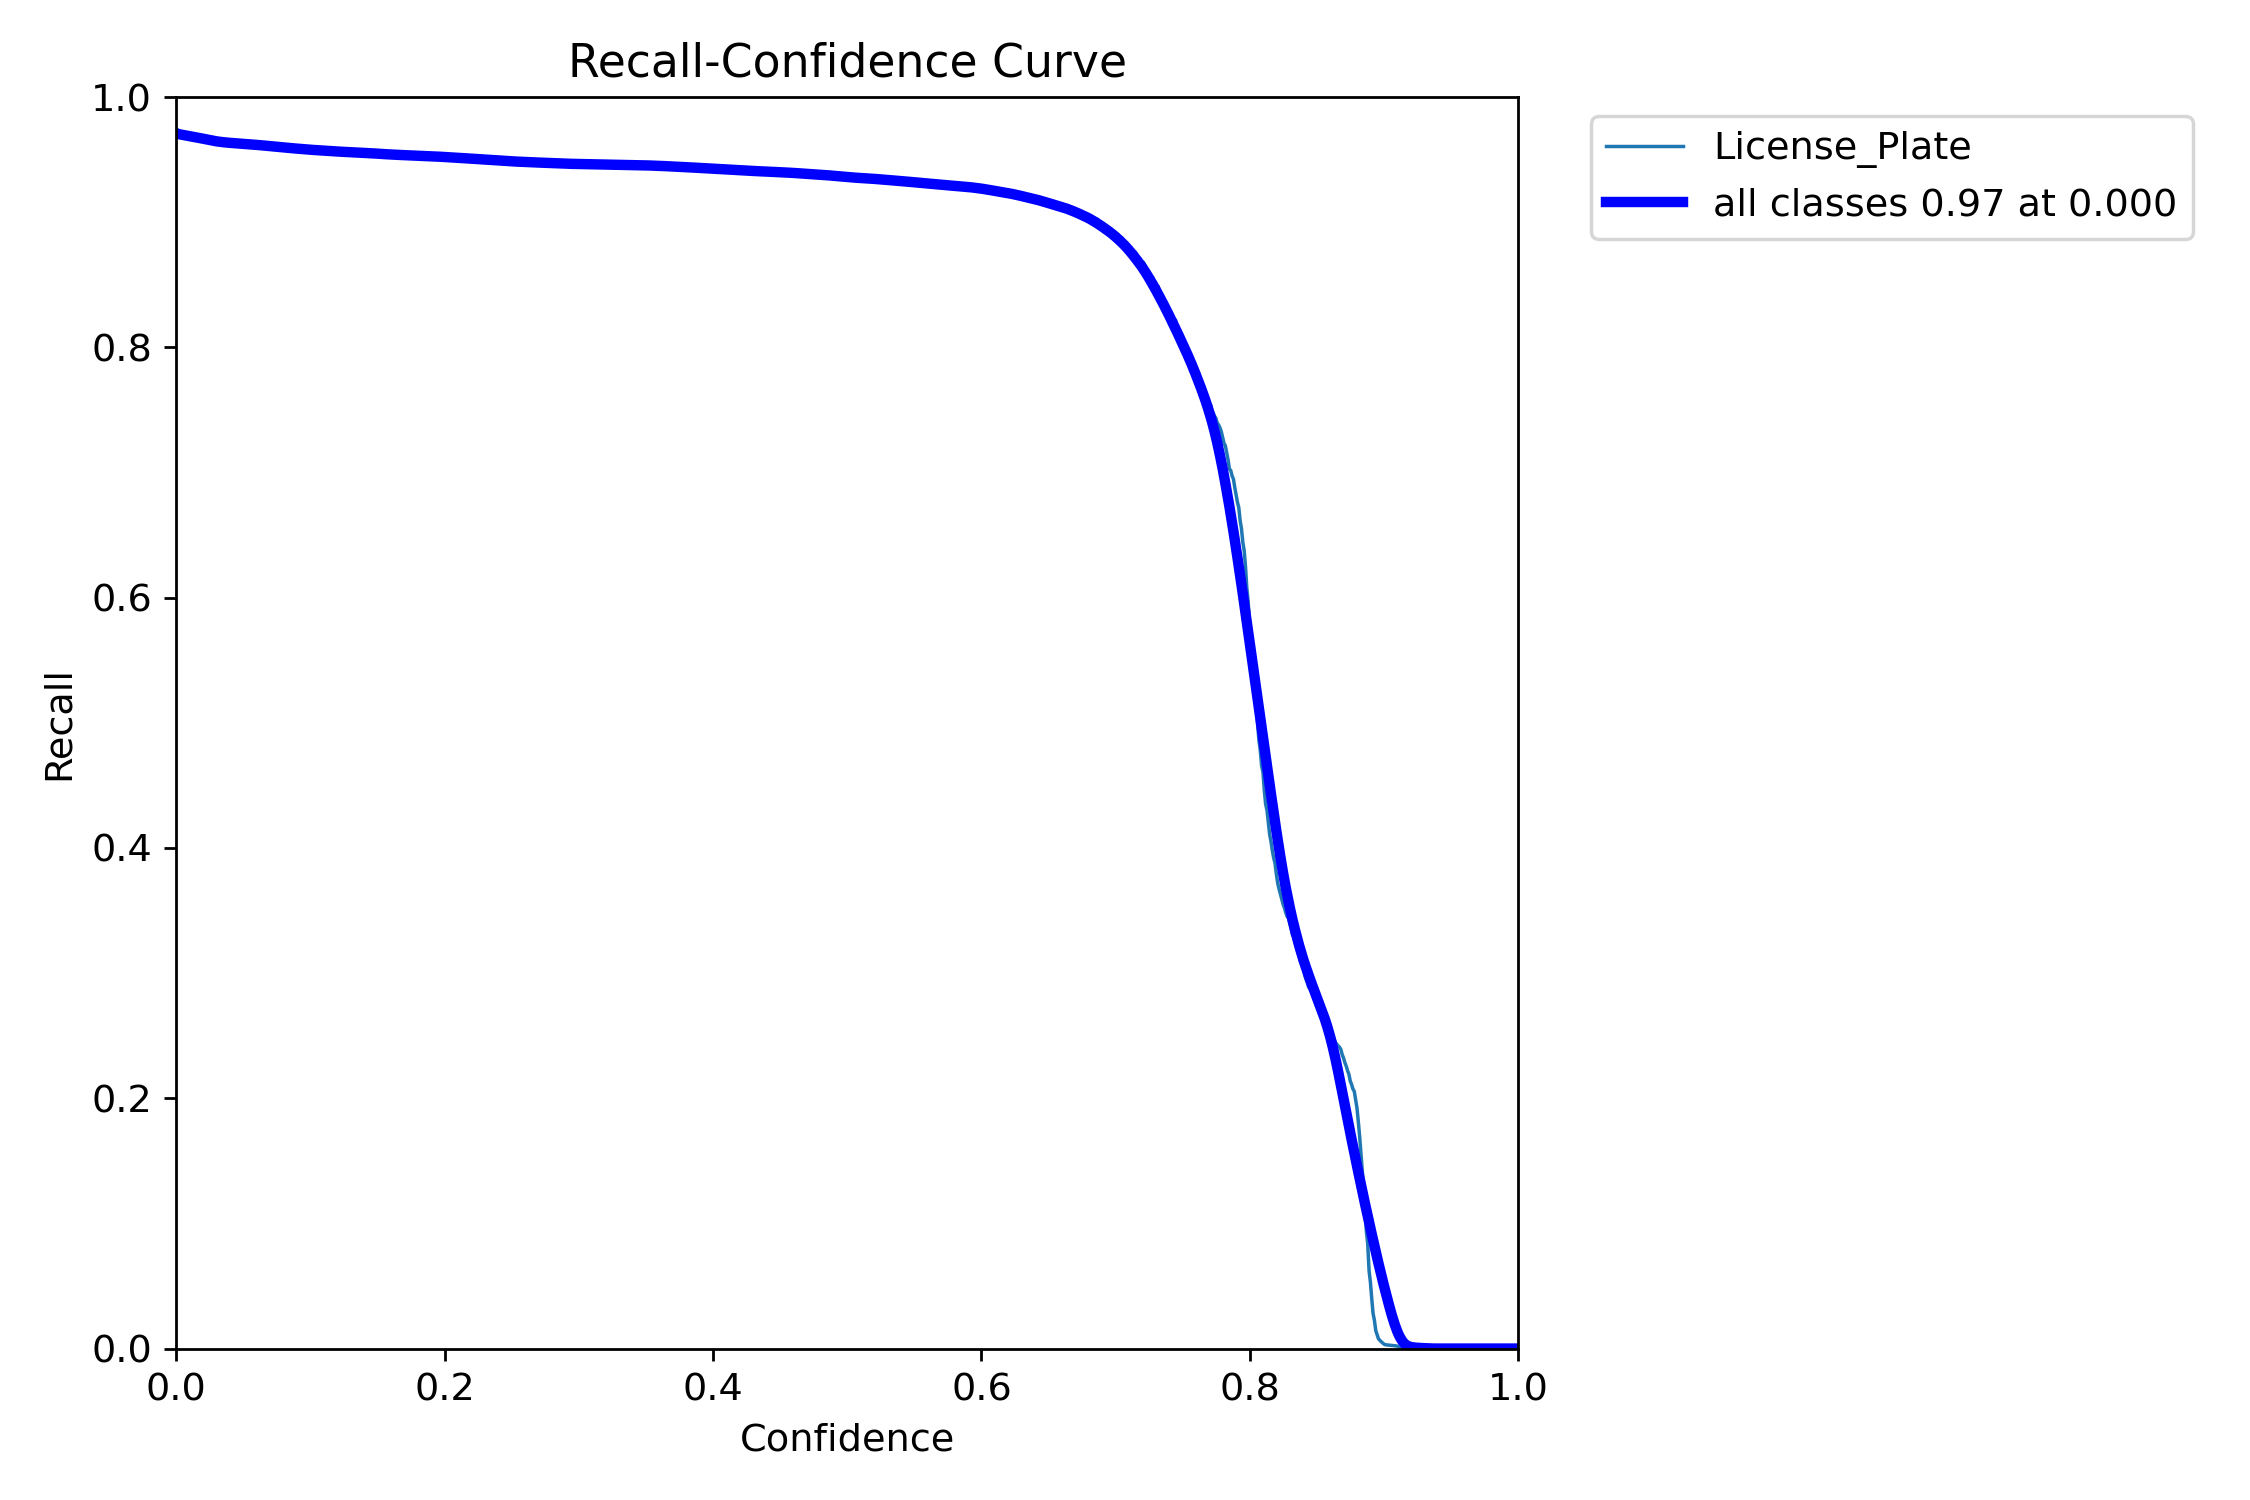 Recall-Confidence Curve
1.0
0.8
0.6
0.4
0.2
0.0
Recall
0.0 0.2 0.4 0.6 0.8 1.0
Confidence
License_Plate
all classes 0.97 at 0.000